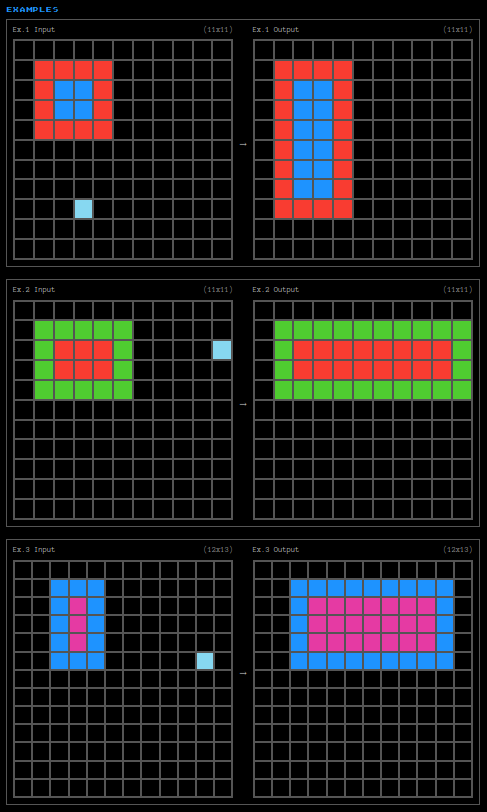 EXAMPLES
Ex.1 Input (11x11)
Ex.1 Output (11x11)
→
Ex.2 Input (11x11)
Ex.2 Output (11x11)
→
Ex.3 Input (12x13)
Ex.3 Output (12x13)
→